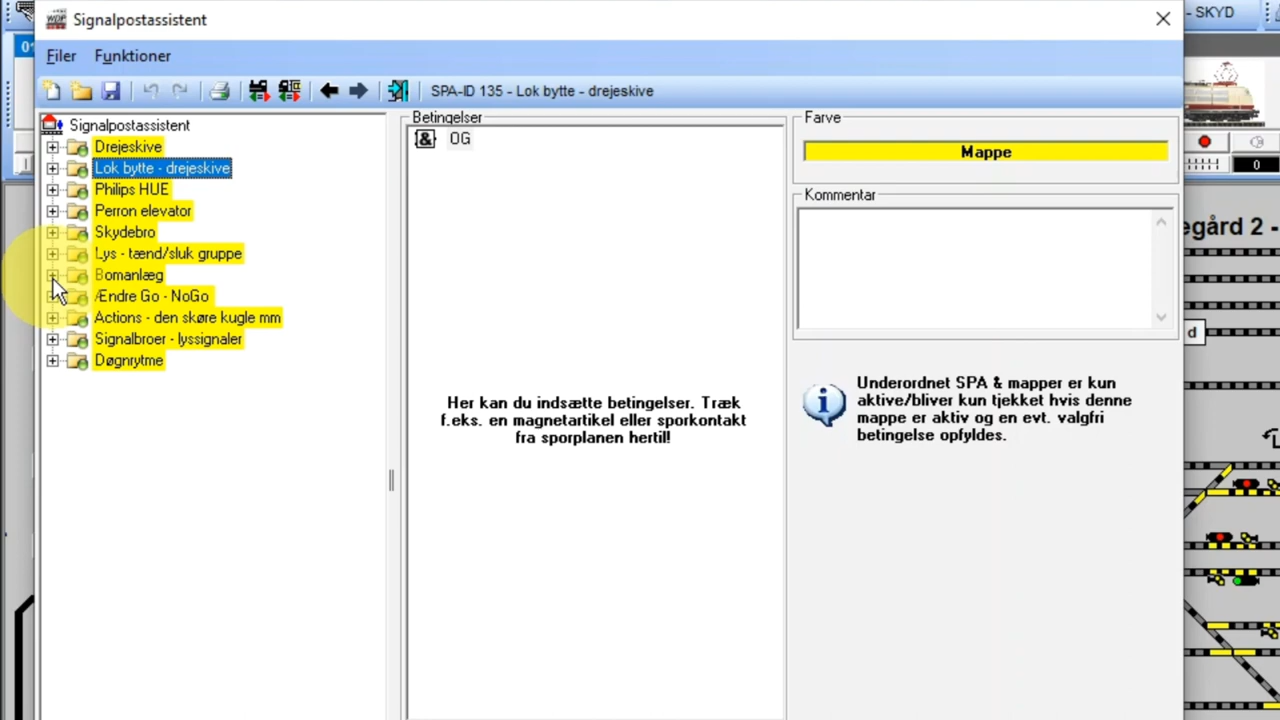 WDP Signalpostassistent
- SKYD
01
Filer Funktioner
SPA-ID 135 - Lok bytte - drejeskive
Signalpostassistent
Drejeskive
Lok bytte - drejeskive
Philips HUE
Perron elevator
Skydebro
Lys - tænd/sluk gruppe
Bomanlæg
Ændre Go - NoGo
Actions - den skøre kugle mm
Signalbroer - lyssignaler
Døgnrytme
Betingelser
& OG
Her kan du indsætte betingelser. Træk
f.eks. en magnetartikel eller sporkontakt
fra sporplanen hertil!
Farve
Mappe
Kommentar
i
Underordnet SPA & mapper er kun
aktive/bliver kun tjekket hvis denne
mappe er aktiv og en evt. valgfri
betingelse opfyldes.
0
egård 2 -
d